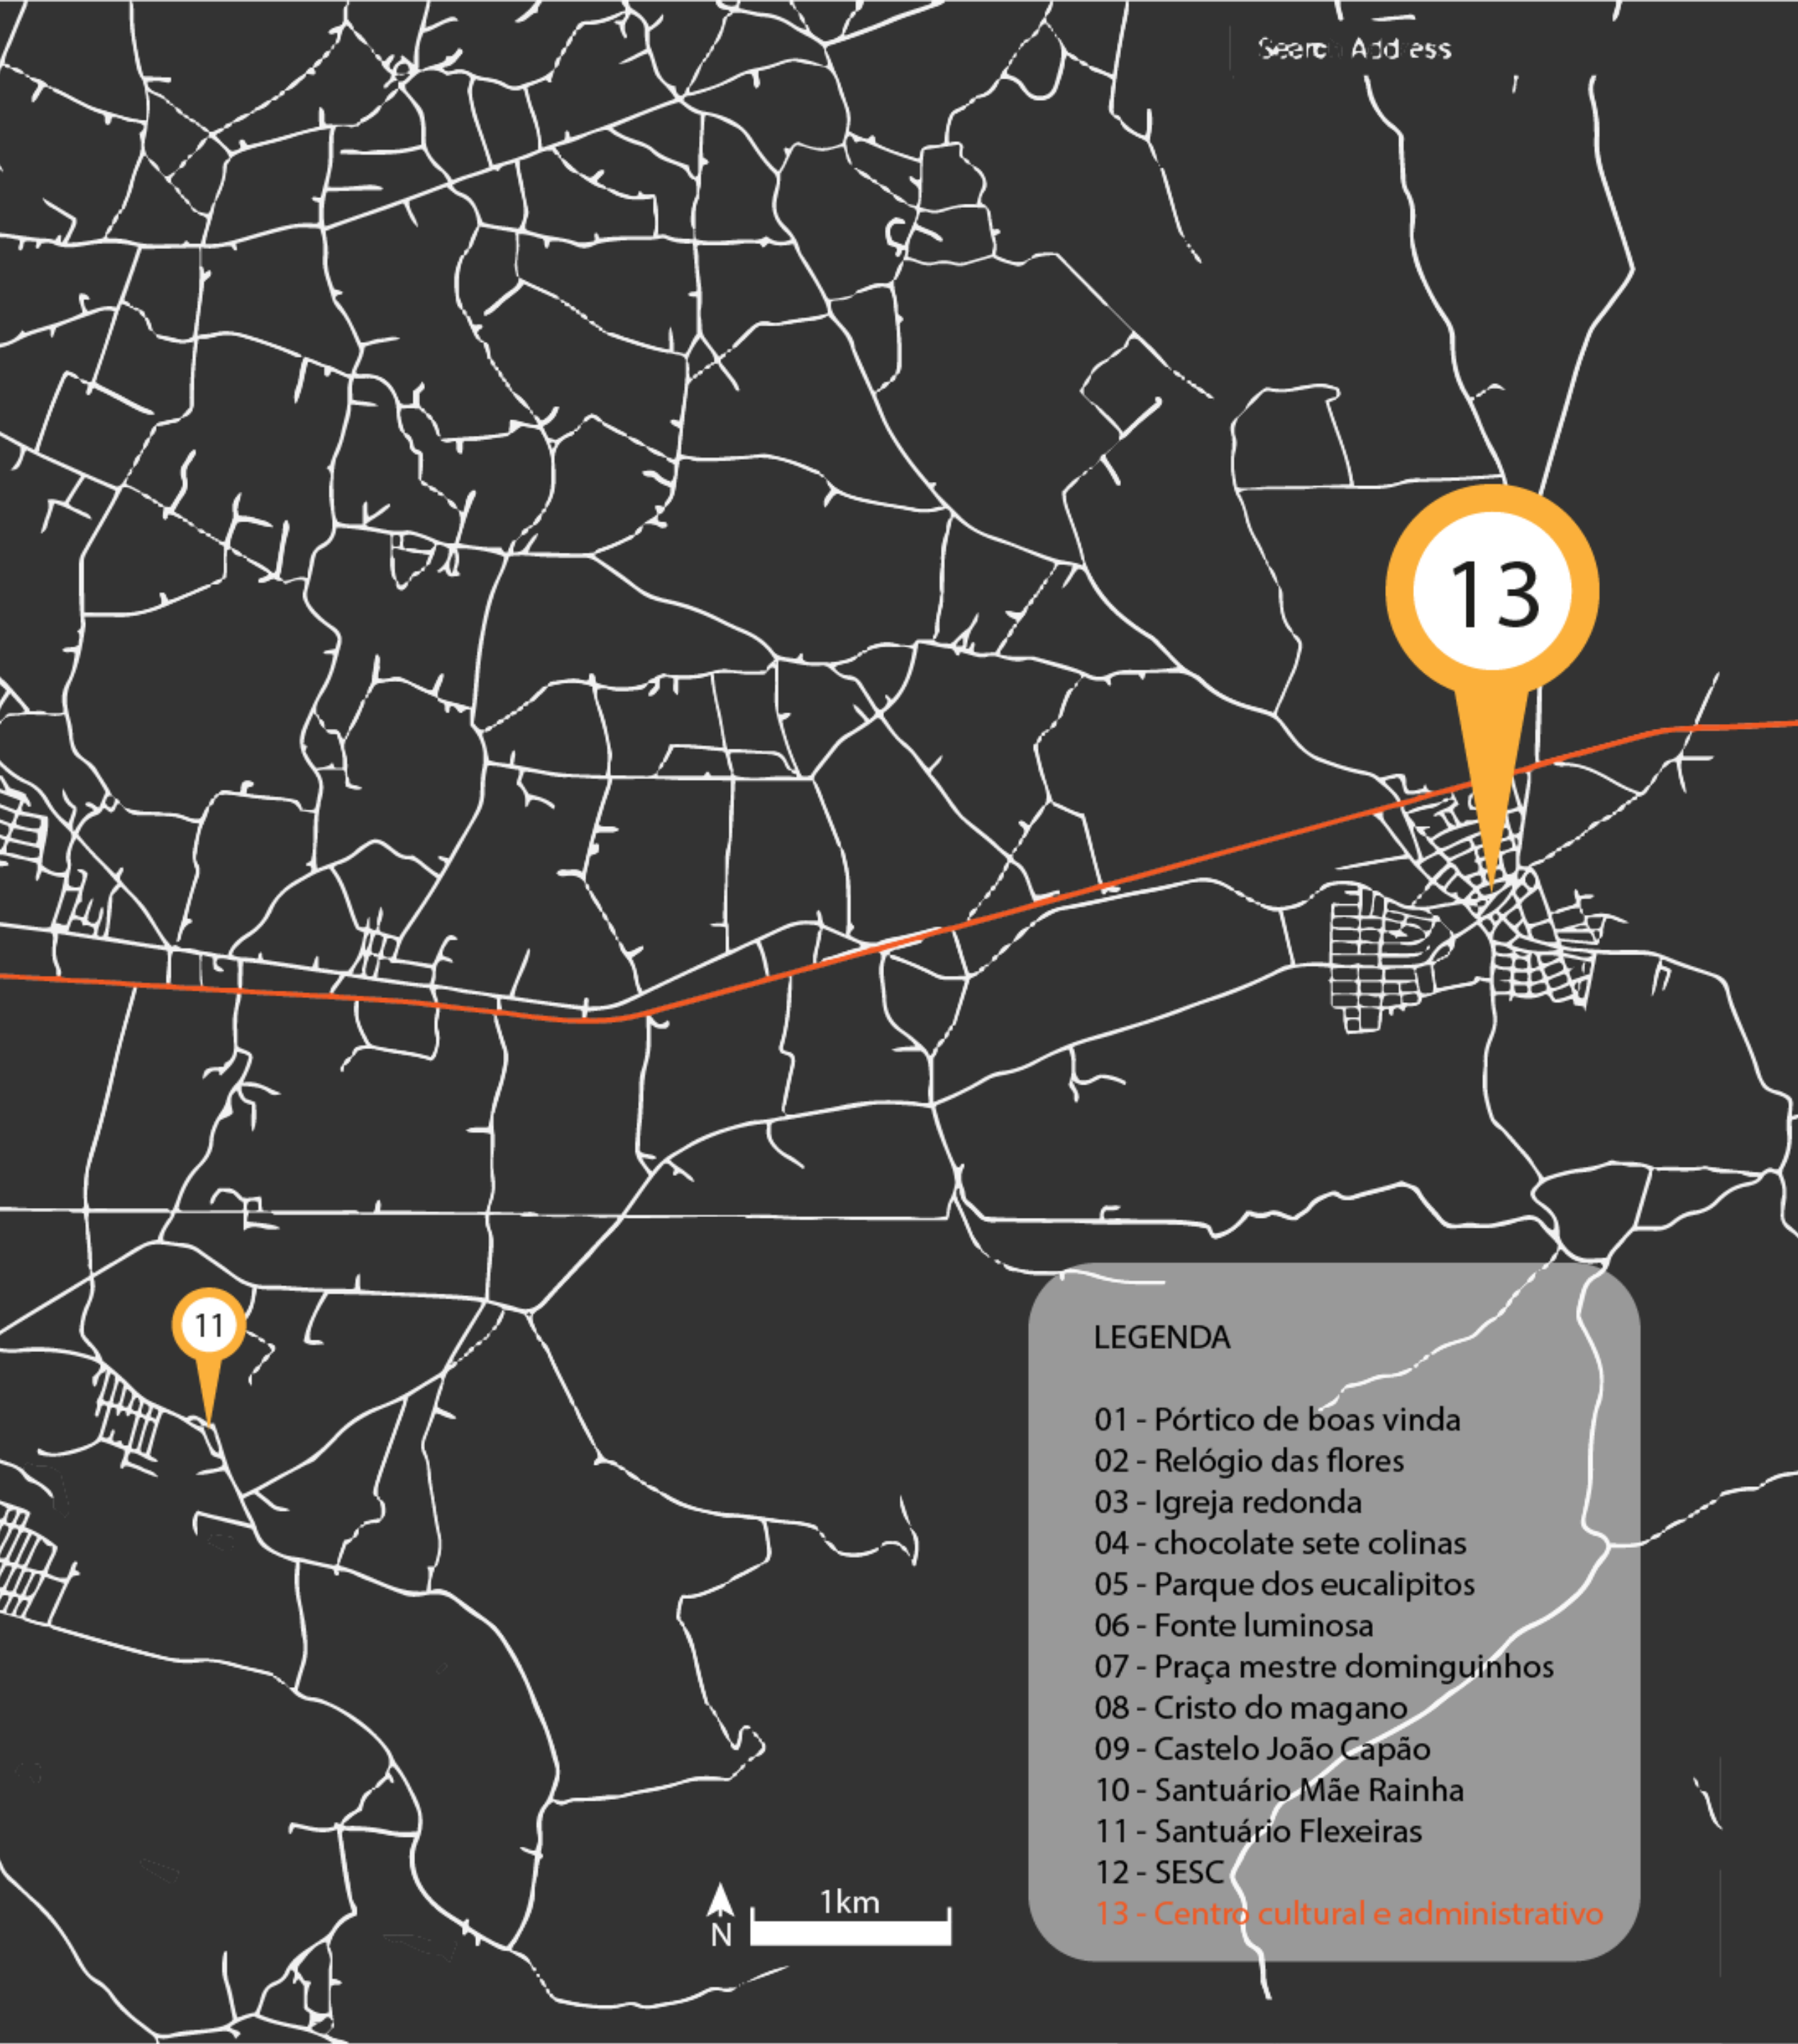 Address
13
11
LEGENDA
01 - Pórtico de boas vinda
02 - Relógio das flores
03 - Igreja redonda
04 - chocolate sete colinas
05 - Parque dos eucalipitos
06 - Fonte luminosa
07 - Praça mestre dominguinhos
08 - Cristo do magano
09 - Castelo João Capão
10 - Santuário Mãe Rainha
11 - Santuário Flexeiras
12 - SESC
13 - Centro cultural e administrativo
1km
N